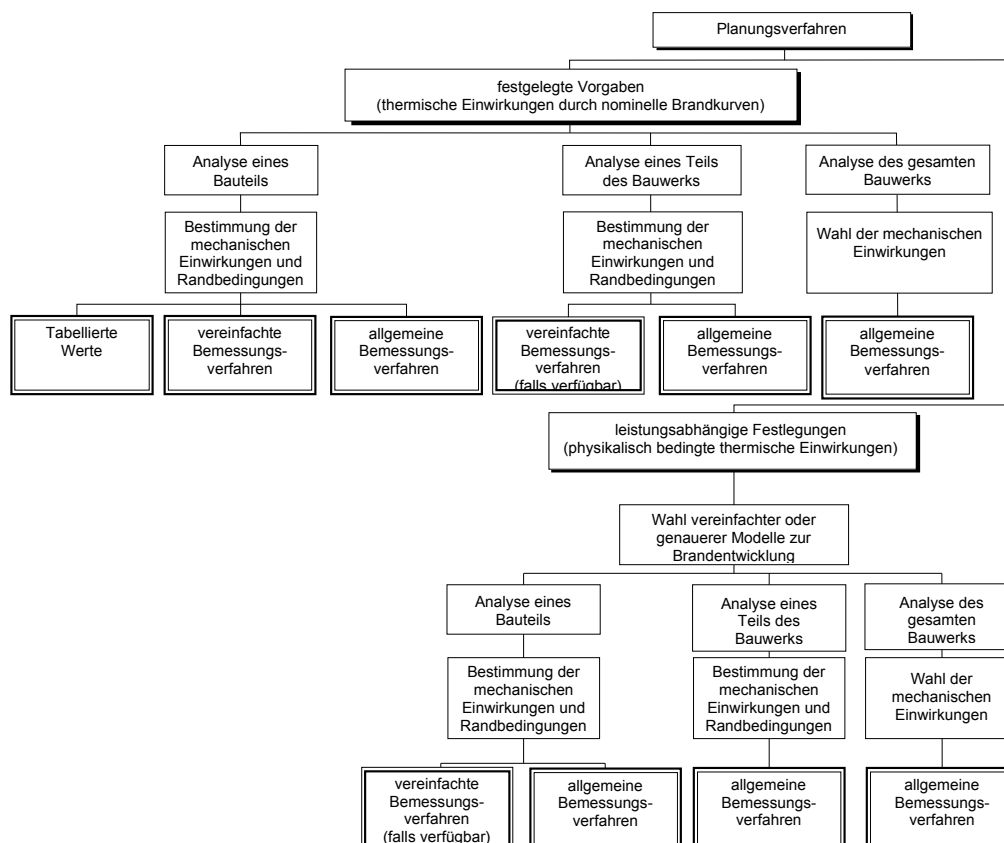 Planungsverfahren
festgelegte Vorgaben
(thermische Einwirkungen durch nominelle Brandkurven)
Analyse eines
Bauteils
Analyse eines Teils
des Bauwerks
Analyse des gesamten
Bauwerks
Bestimmung der
mechanischen
Einwirkungen und
Randbedingungen
Bestimmung der
mechanischen
Einwirkungen und
Randbedingungen
Wahl der mechanischen
Einwirkungen
Tabellierte
Werte
vereinfachte
Bemessungs-
verfahren
allgemeine
Bemessungs-
verfahren
vereinfachte
Bemessungs-
verfahren
(falls verfügbar)
allgemeine
Bemessungs-
verfahren
allgemeine
Bemessungs-
verfahren
leistungsabhängige Festlegungen
(physikalisch bedingte thermische Einwirkungen)
Wahl vereinfachter oder
genauerer Modelle zur
Brandentwicklung
Analyse eines
Bauteils
Analyse eines
Teils des
Bauwerks
Analyse des
gesamten
Bauwerks
Bestimmung der
mechanischen
Einwirkungen und
Randbedingungen
Bestimmung der
mechanischen
Einwirkungen und
Randbedingungen
Wahl der
mechanischen
Einwirkungen
vereinfachte
Bemessungs-
verfahren
(falls verfügbar)
allgemeine
Bemessungs-
verfahren
allgemeine
Bemessungs-
verfahren
allgemeine
Bemessungs-
verfahren